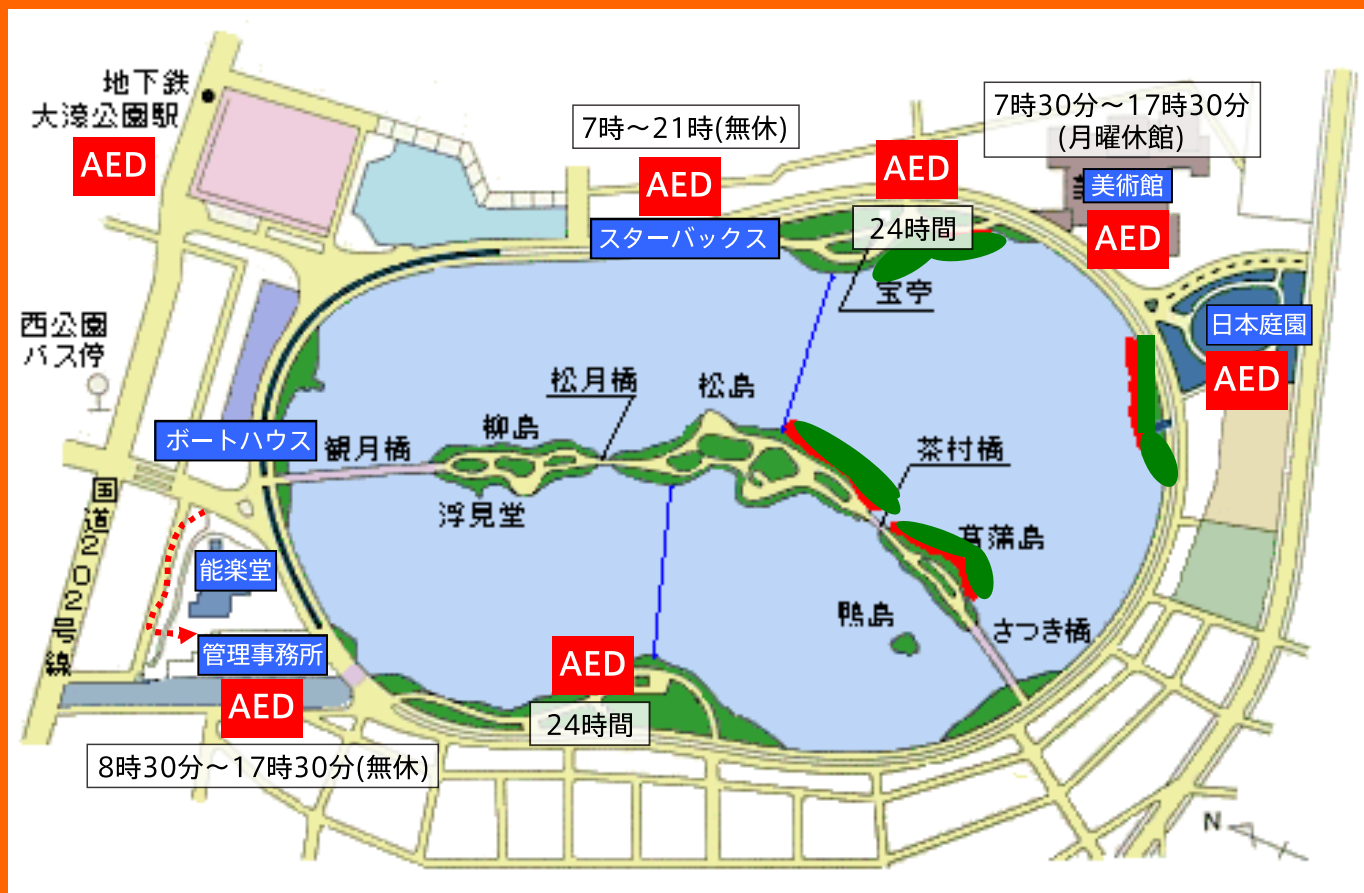 地下鉄
大濠公園駅
AED
7時～21時(無休)
AED
スターバックス
AED
24時間
7時30分～17時30分
(月曜休館)
美術館
AED
宝亭
日本庭園
AED
西公園
バス停
ボートハウス
観月橋
柳島
浮見堂
松月橋
松島
茶村橋
菖蒲島
鴨島
さつき橋
国道202号線
能楽堂
管理事務所
AED
8時30分～17時30分(無休)
AED
24時間
N